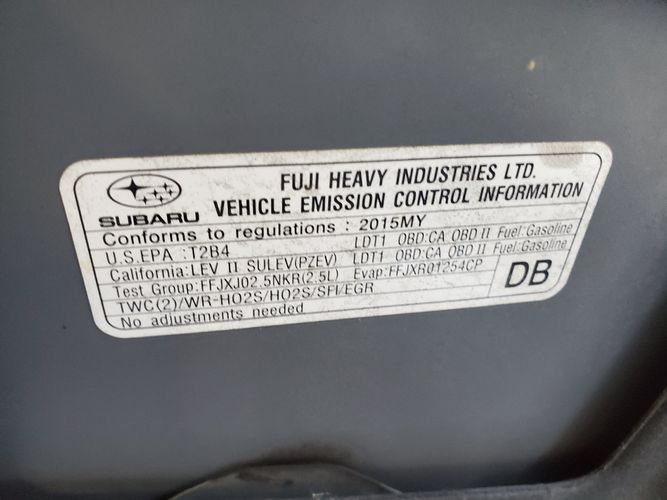 FUJI HEAVY INDUSTRIES LTD.
SUBARU VEHICLE EMISSION CONTROL INFORMATION
Conforms to regulations : 2015MY
U.S.EPA :T2B4 LDT1 OBD:CA OBD II Fuel:Gasoline
California:LEV II SULEV(PZEV) LDT1 OBD:CA OBD II Fuel:Gasoline
Test Group:FFJXJ02.5NKR(2.5L) Evap:FFJXR01254CP
TWC(2)/WR-HO2S/HO2S/SFI/EGR
No adjustments needed
DB